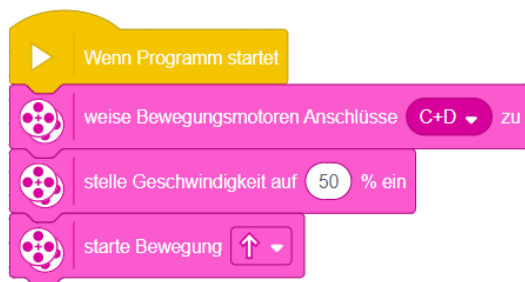 Wenn Programm startet
weise Bewegungsmotoren Anschlüsse C+D zu
stelle Geschwindigkeit auf 50 % ein
starte Bewegung ↑